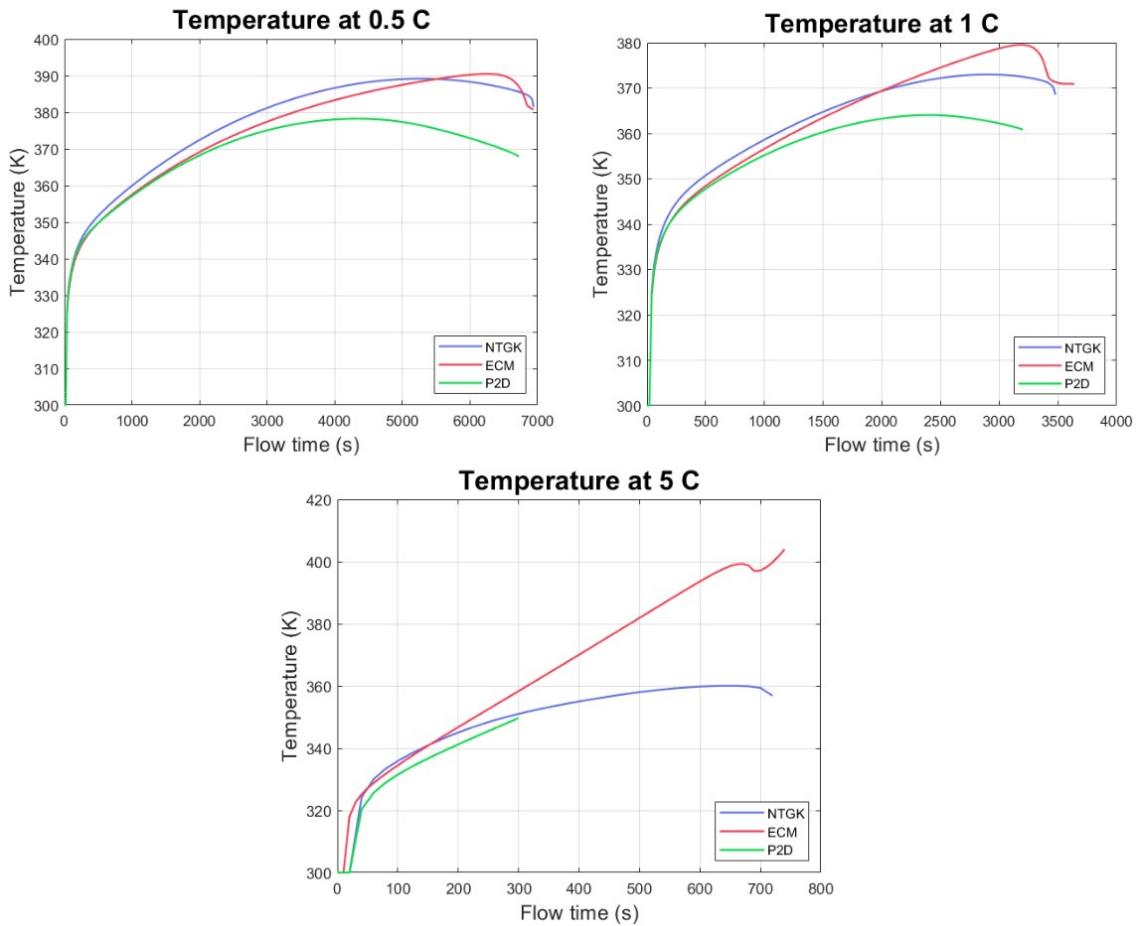 Temperature at 0.5 C
Temperature (K)
400
390
380
370
360
350
340
330
320
310
300
0 1000 2000 3000 4000 5000 6000 7000
Flow time (s)
NTGK
ECM
P2D
Temperature at 1 C
Temperature (K)
380
370
360
350
340
330
320
310
300
0 500 1000 1500 2000 2500 3000 3500 4000
Flow time (s)
NTGK
ECM
P2D
Temperature at 5 C
Temperature (K)
420
400
380
360
340
320
300
0 100 200 300 400 500 600 700 800
Flow time (s)
NTGK
ECM
P2D